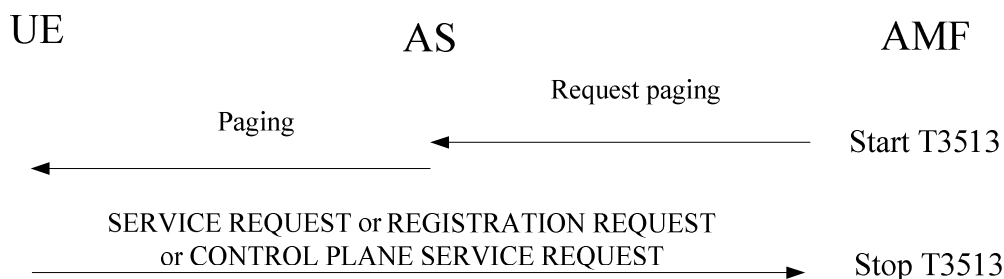 UE
AS
AMF
Request paging
Paging
Start T3513
SERVICE REQUEST or REGISTRATION REQUEST
or CONTROL PLANE SERVICE REQUEST
Stop T3513